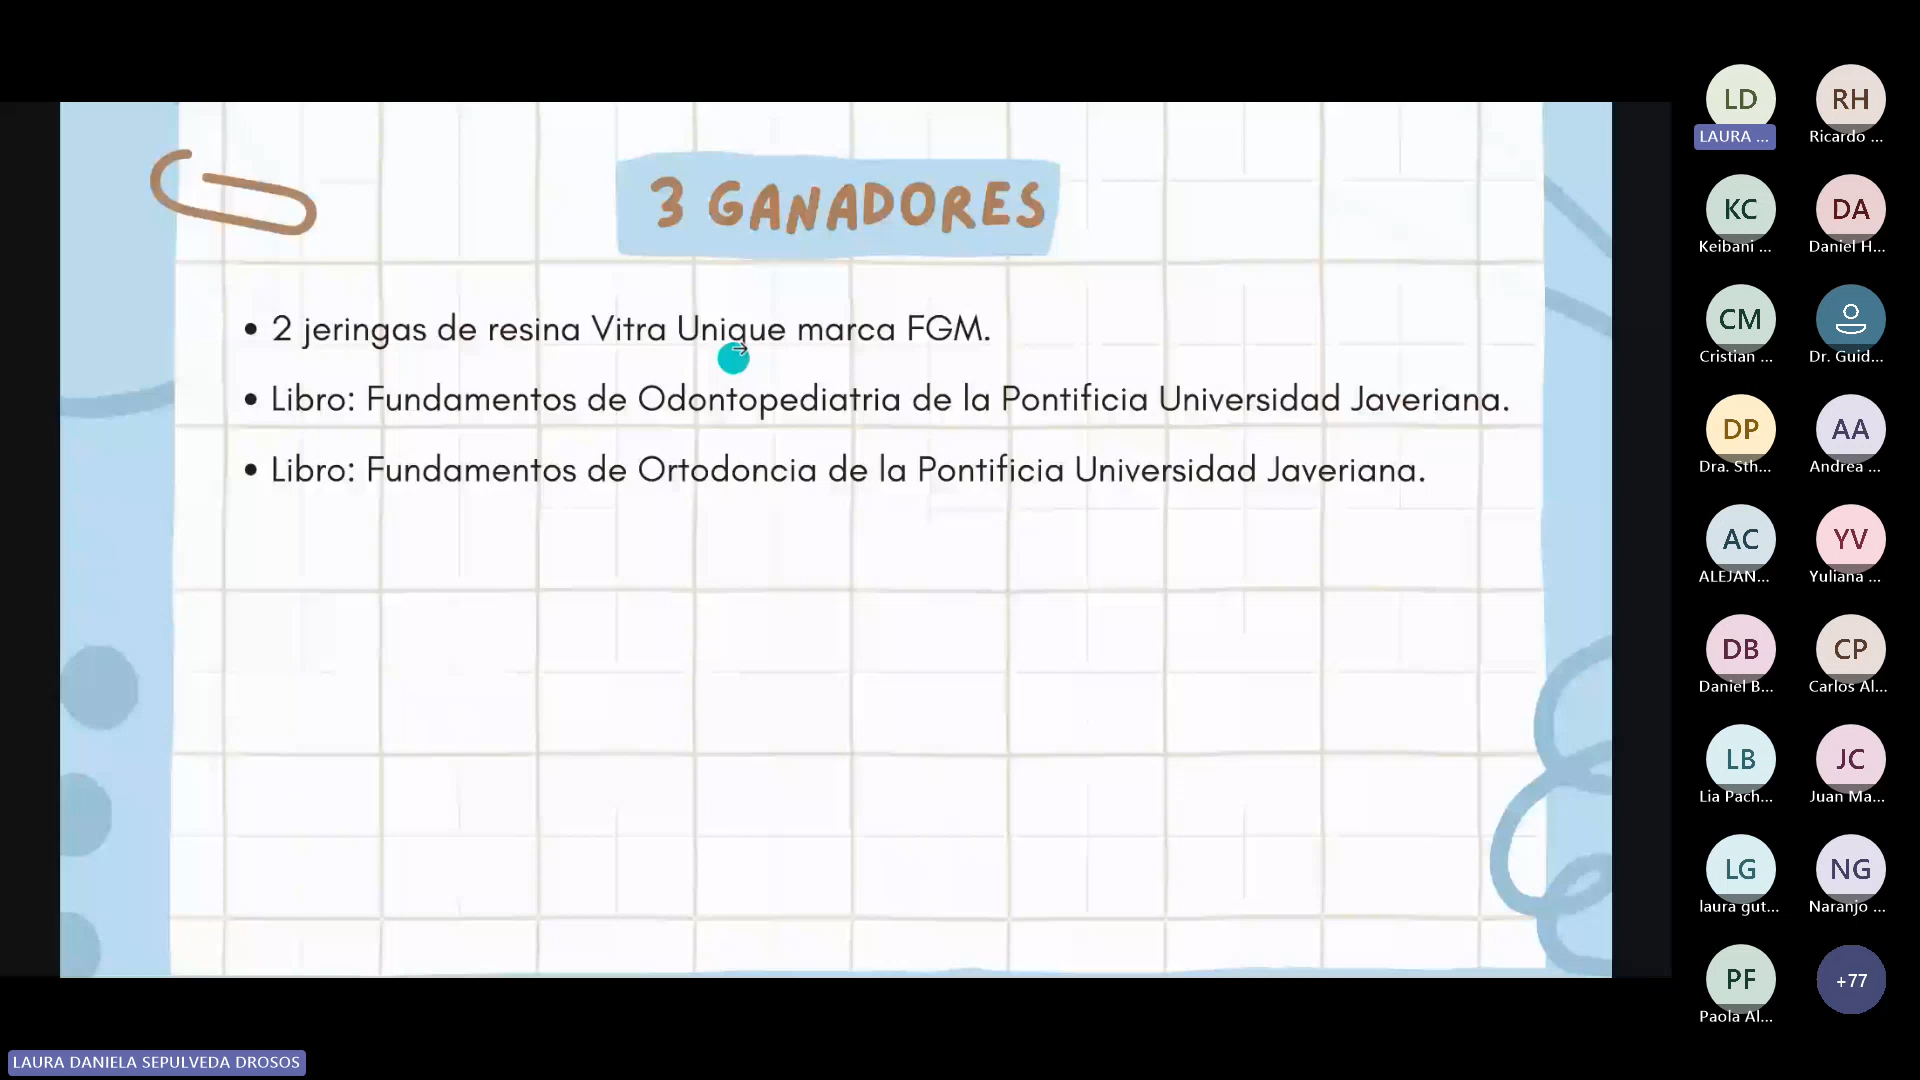 3 GANADORES
• 2 jeringas de resina Vitra Unique marca FGM.
• Libro: Fundamentos de Odontopediatria de la Pontificia Universidad Javeriana.
• Libro: Fundamentos de Ortodoncia de la Pontificia Universidad Javeriana.
LD RH
LAURA ... Ricardo ...
KC DA
Keibani ... Daniel H...
CM
Cristian ... Dr. Guid...
DP AA
Dra. Sth... Andrea ...
AC YV
ALEJAN... Yuliana ...
DB CP
Daniel B... Carlos Al...
LB JC
Lia Pach... Juan Ma...
LG NG
laura gut... Naranjo ...
PF +77
Paola Al...
LAURA DANIELA SEPULVEDA DROSOS